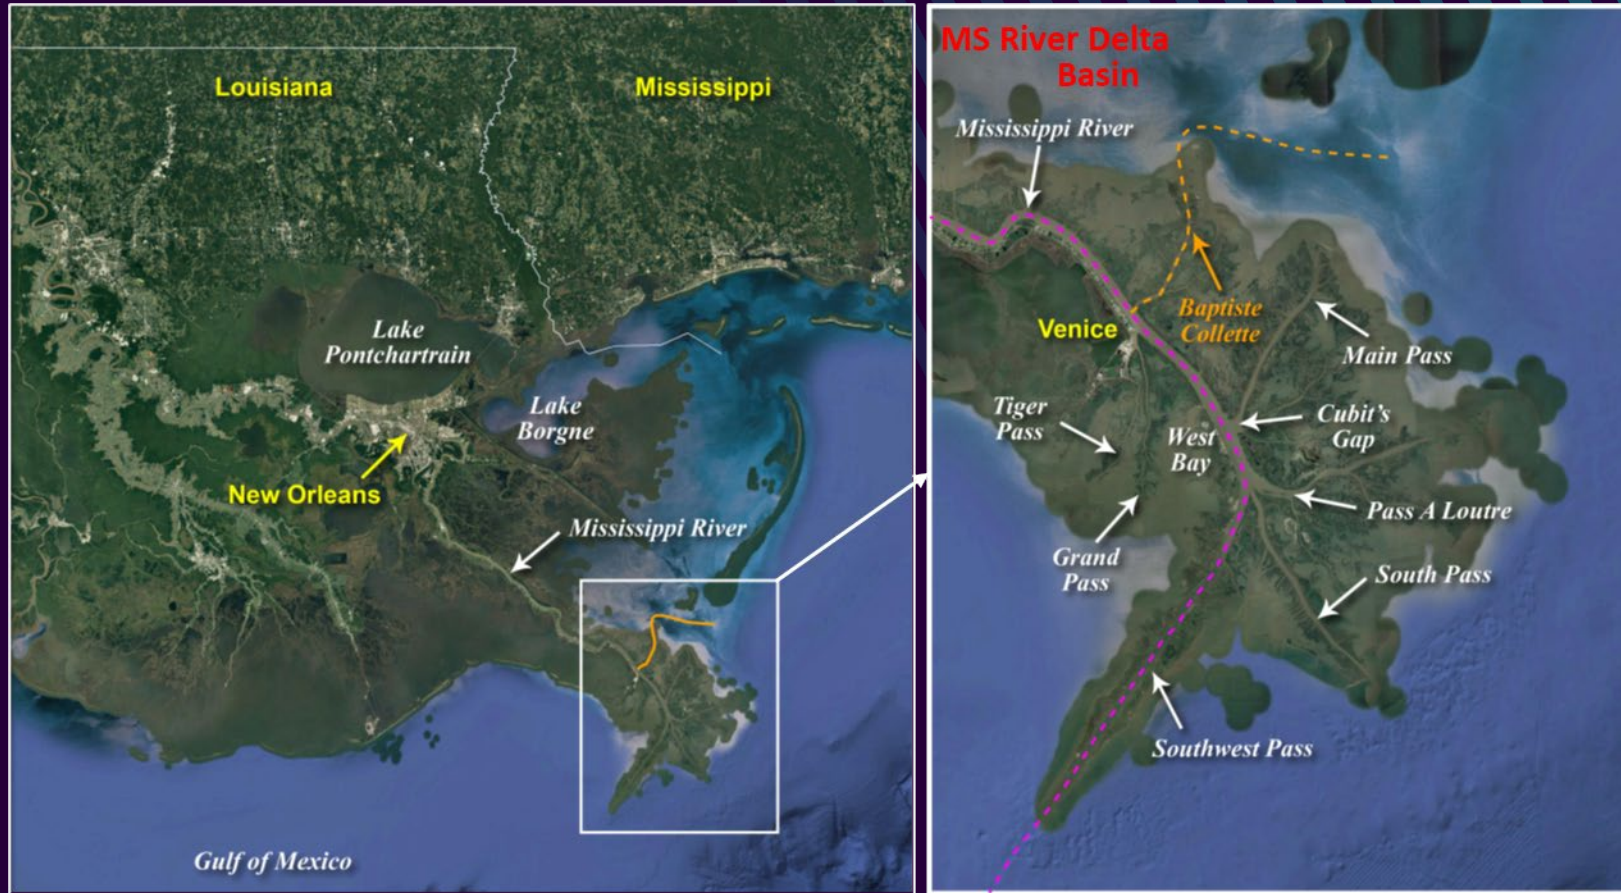 Louisiana
Mississippi
Lake
Pontchartrain
Lake
Borgne
New Orleans
Mississippi River
Gulf of Mexico
MS River Delta
Basin
Mississippi River
Baptiste
Collette
Venice
Main Pass
Tiger
Pass
West
Bay
Cubit's
Gap
Pass A Loutre
Grand
Pass
South Pass
Southwest Pass